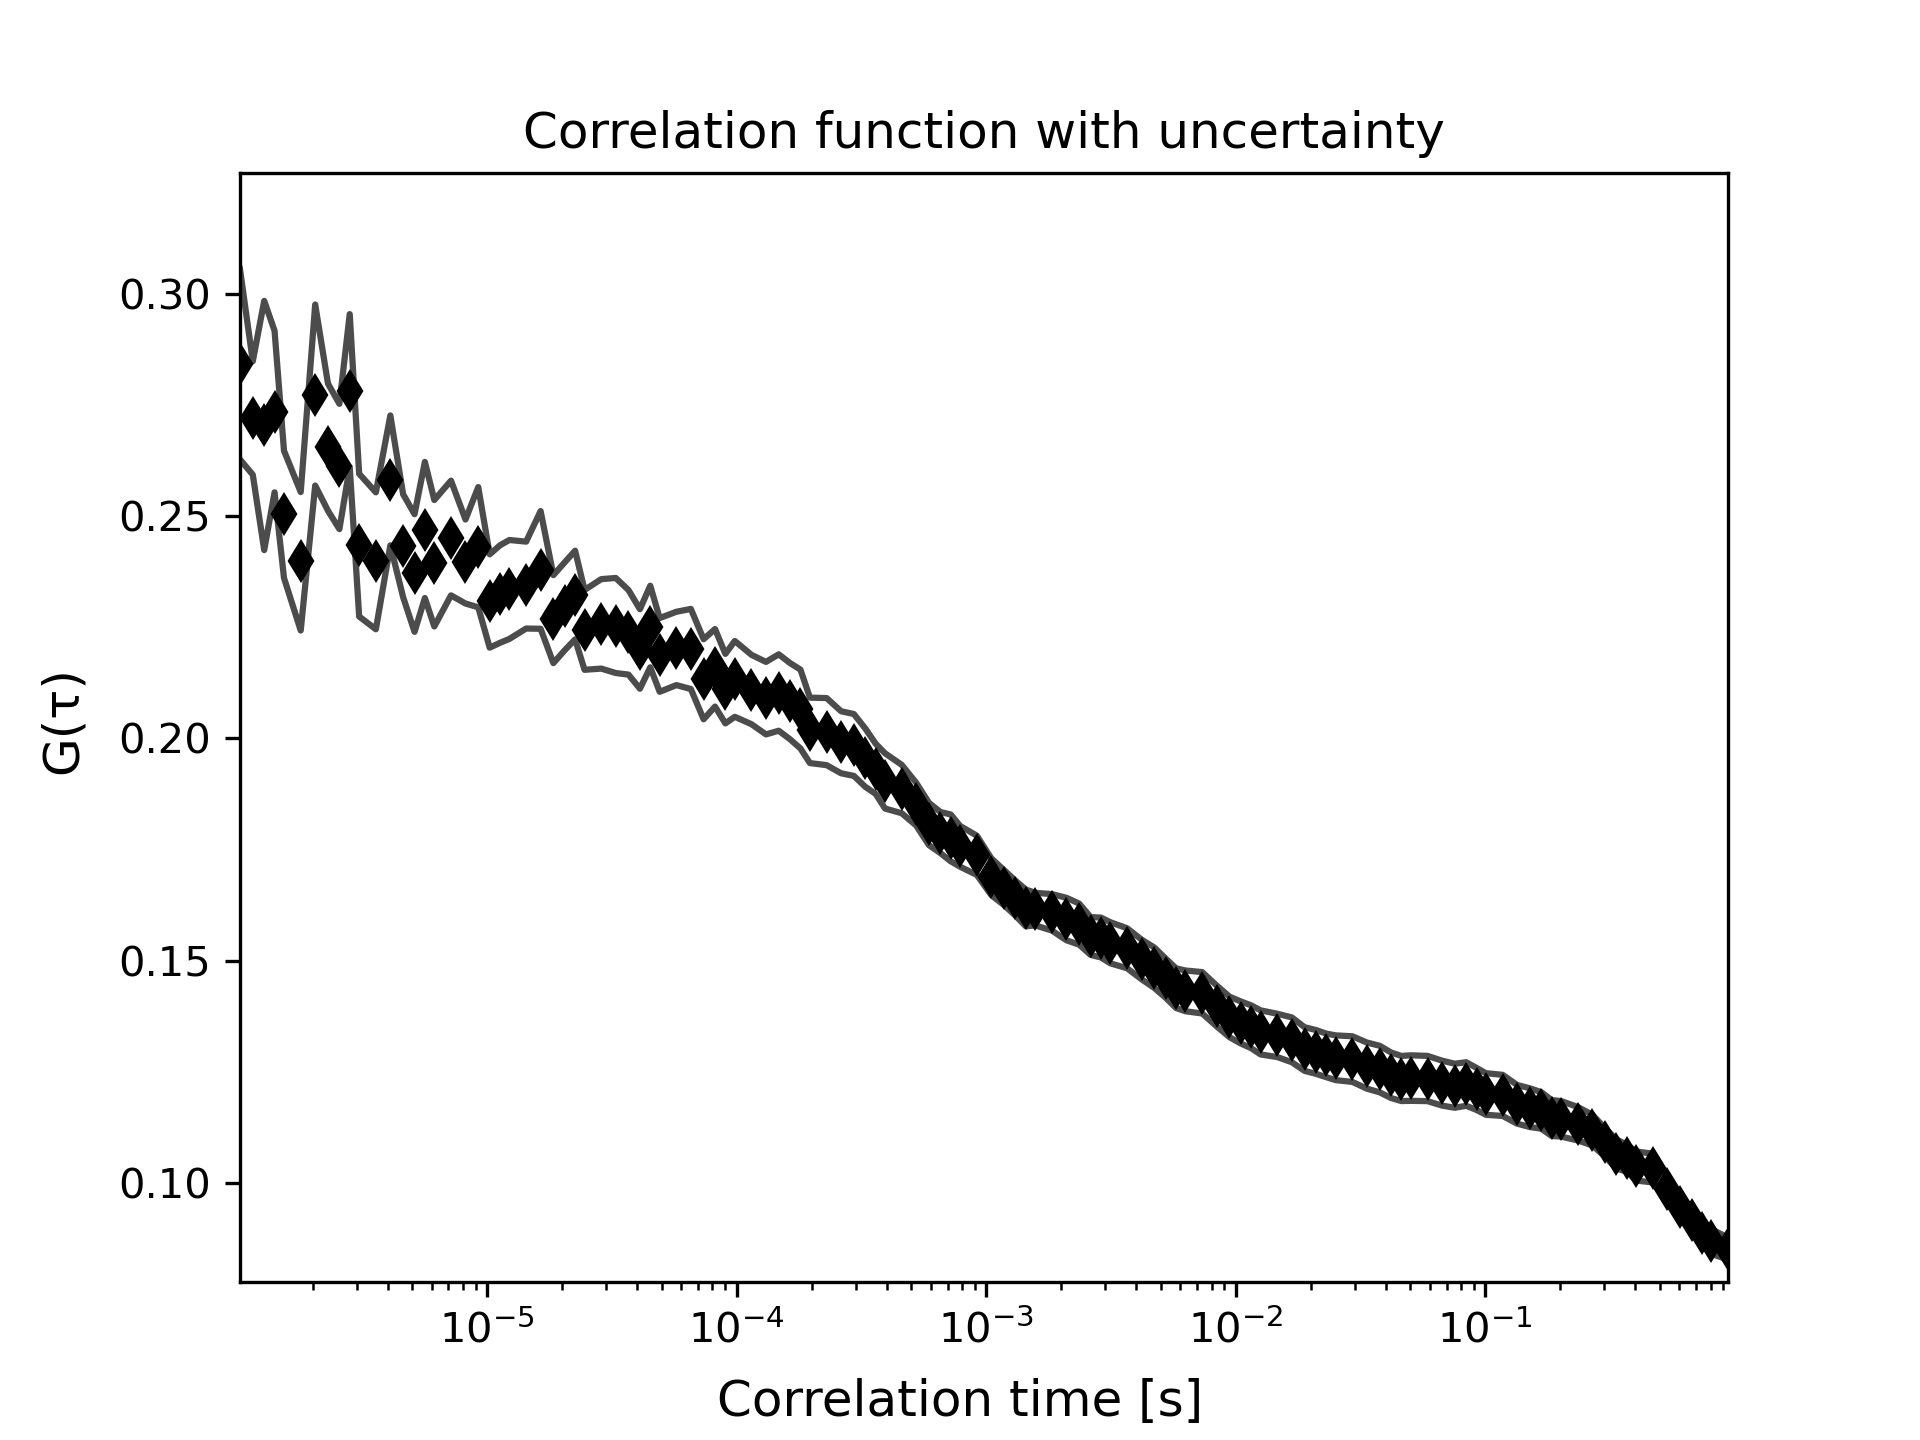 Correlation function with uncertainty
G(τ)
0.30
0.25
0.20
0.15
0.10
10⁻⁵ 10⁻⁴ 10⁻³ 10⁻² 10⁻¹
Correlation time [s]